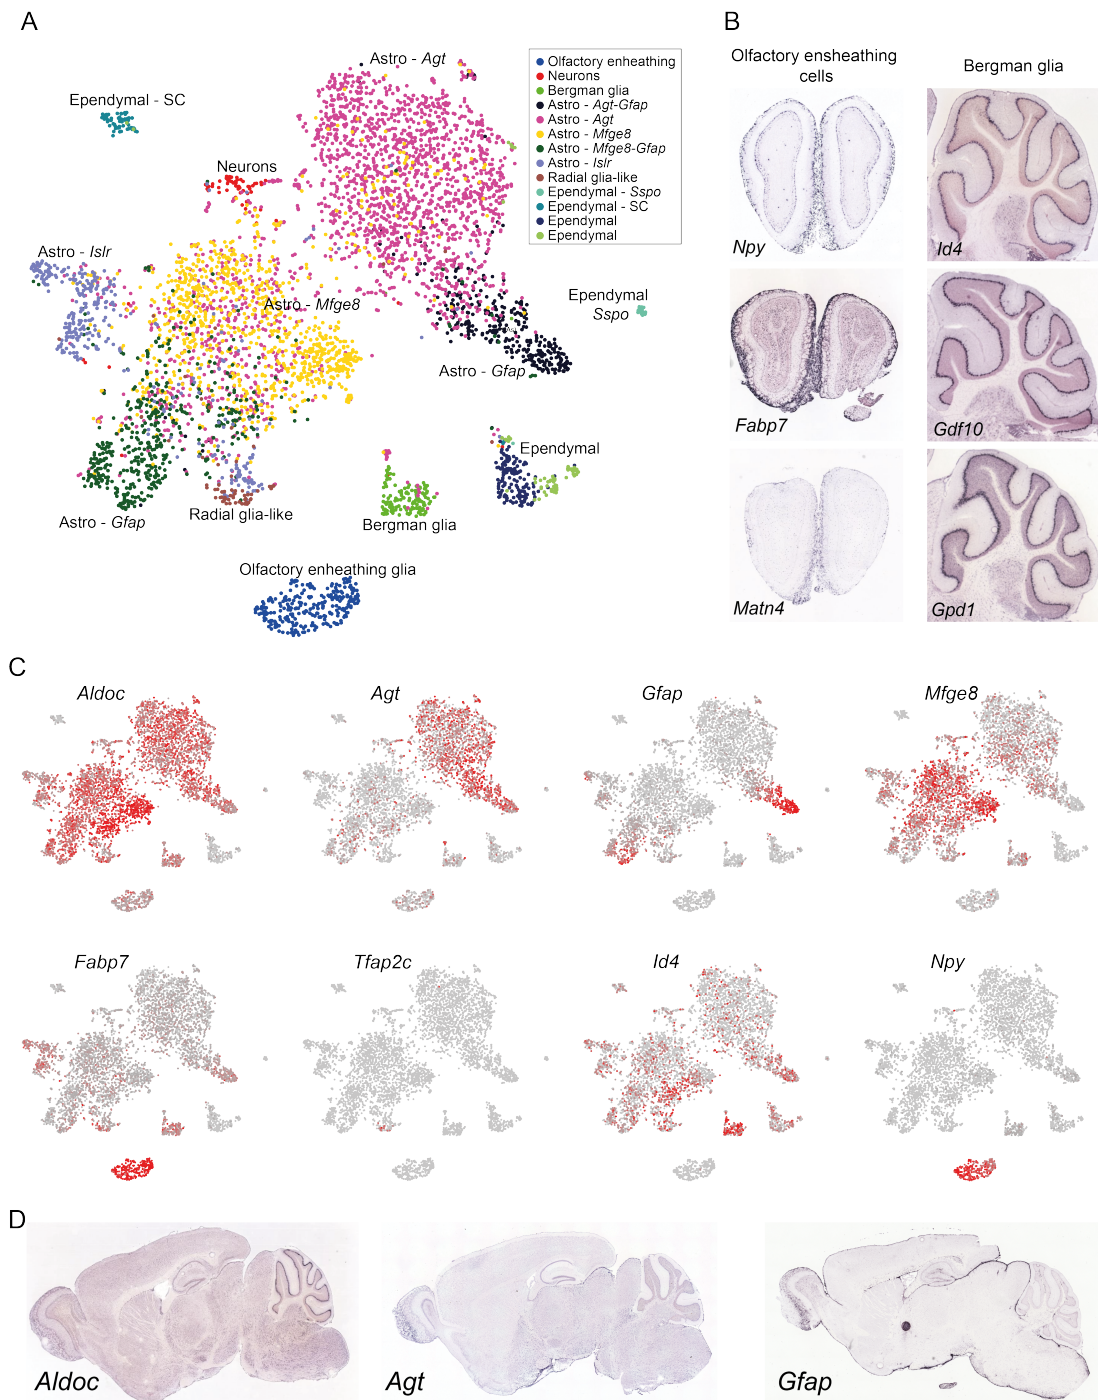 A
Astro - Agt
Ependymal - SC
Neurons
Astro - Islr
Astro - Mfge8
Ependymal
Sspo
Astro - Gfap
Ependymal
Astro - Gfap
Radial glia-like
Bergman glia
Olfactory enheathing glia
Olfactory enheathing
Neurons
Bergman glia
Astro - Agt-Gfap
Astro - Agt
Astro - Mfge8
Astro - Mfge8-Gfap
Astro - Islr
Radial glia-like
Ependymal - Sspo
Ependymal - SC
Ependymal
Ependymal
B
Olfactory ensheathing
cells
Bergman glia
Npy
Id4
Fabp7
Gdf10
Matn4
Gpd1
C
Aldoc
Agt
Gfap
Mfge8
Fabp7
Tfap2c
Id4
Npy
D
Aldoc
Agt
Gfap